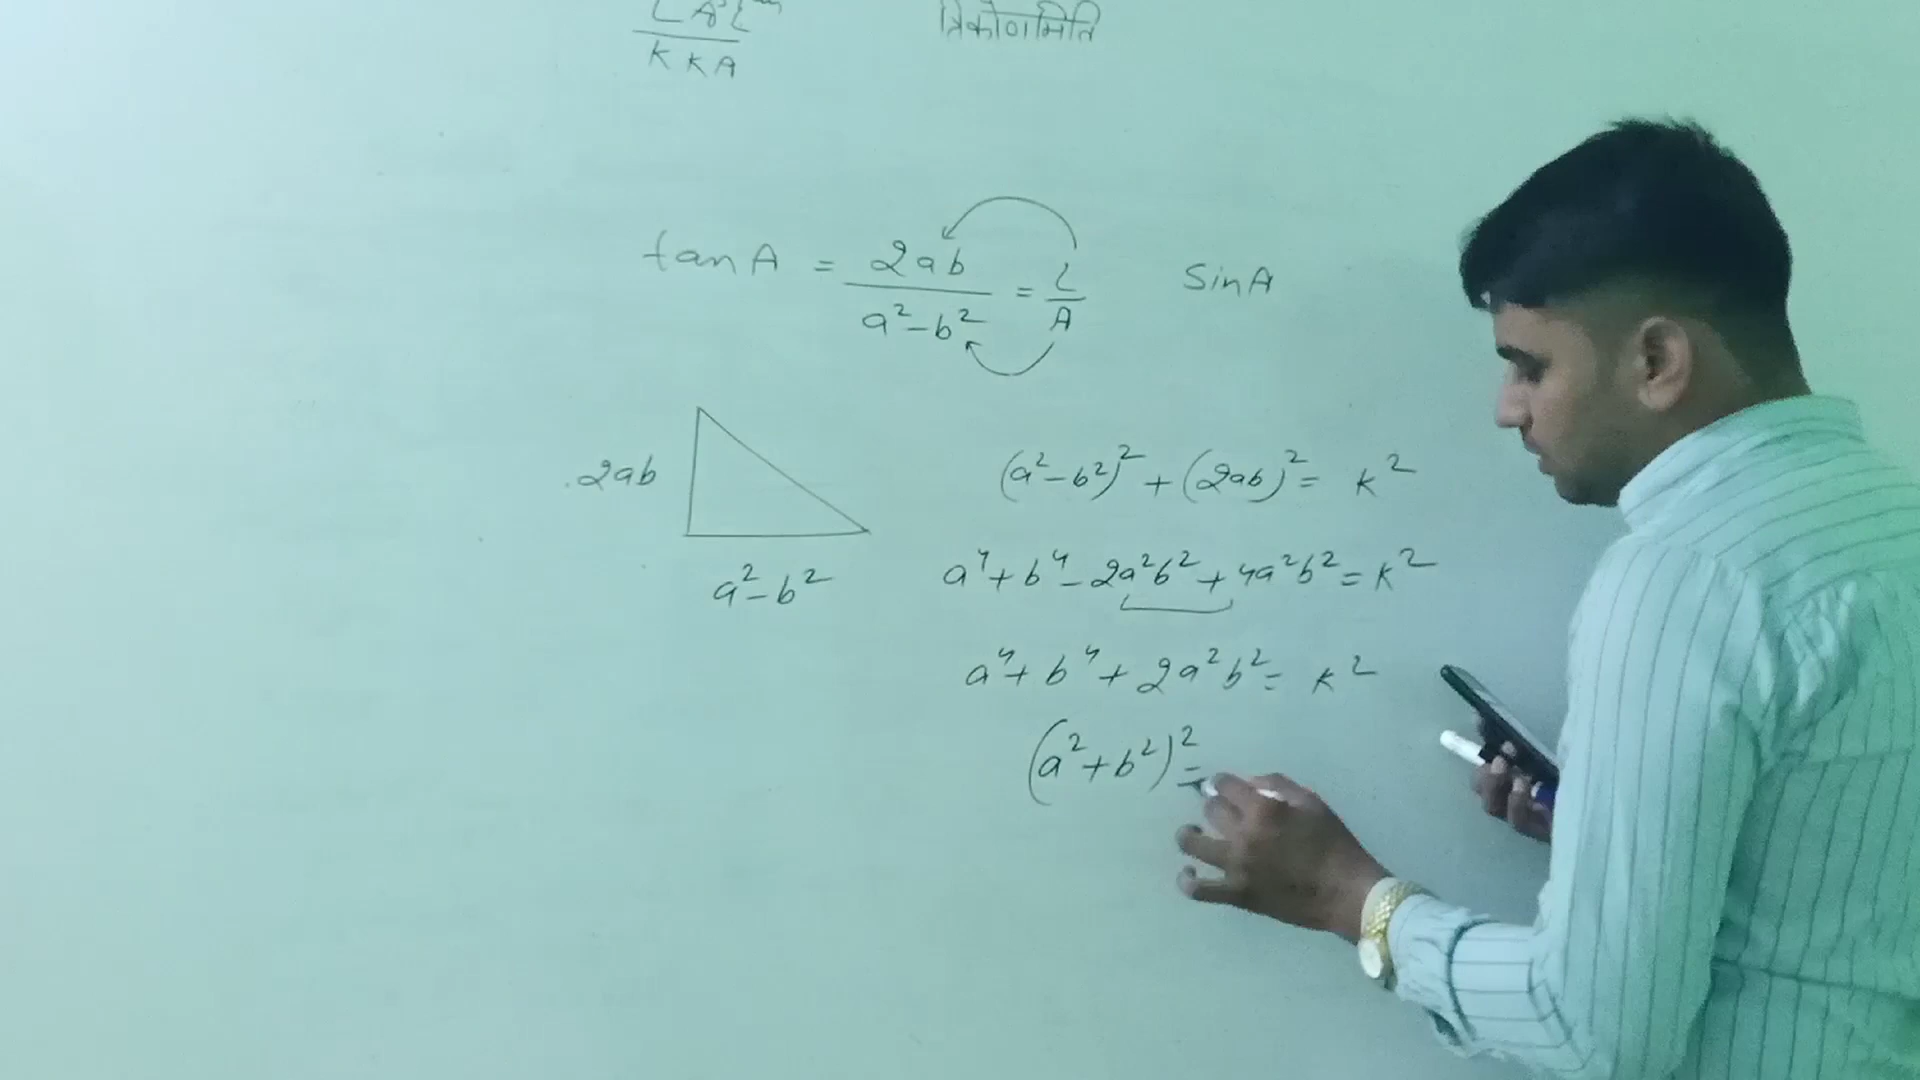 K K A
त्रिकोणमिति
tan A = 2ab / a²-b² = L / A
Sin A
2ab
a²-b²
(a²-b²)² + (2ab)² = K²
a⁴+b⁴-2a²b²+4a²b²=K²
a⁴+b⁴+2a²b²= K²
(a²+b²)²=